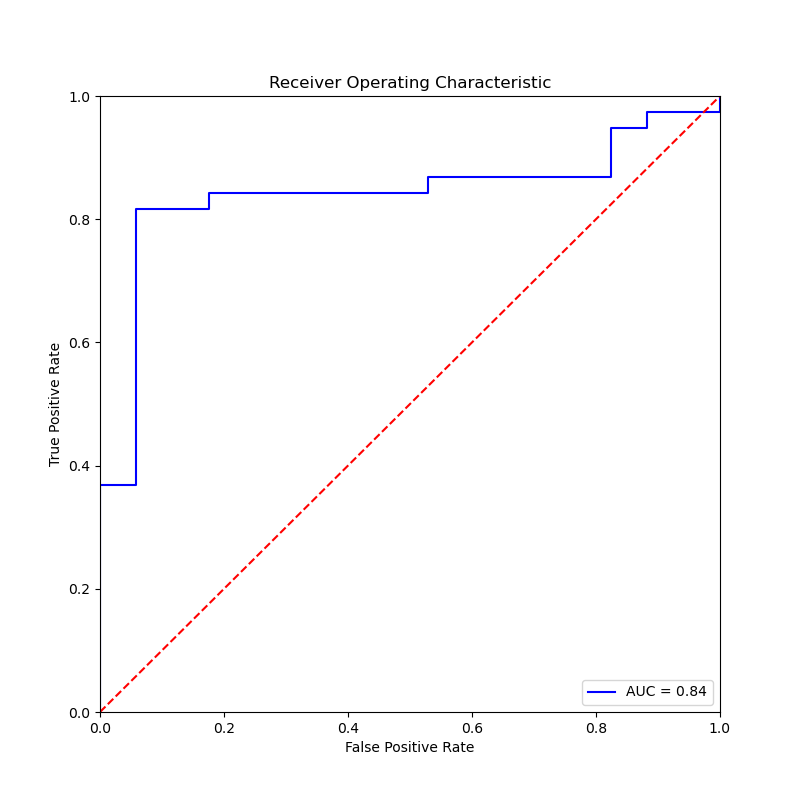 Receiver Operating Characteristic
1.0
0.8
0.6
0.4
0.2
0.0
True Positive Rate
AUC = 0.84
0.0 0.2 0.4 0.6 0.8 1.0
False Positive Rate